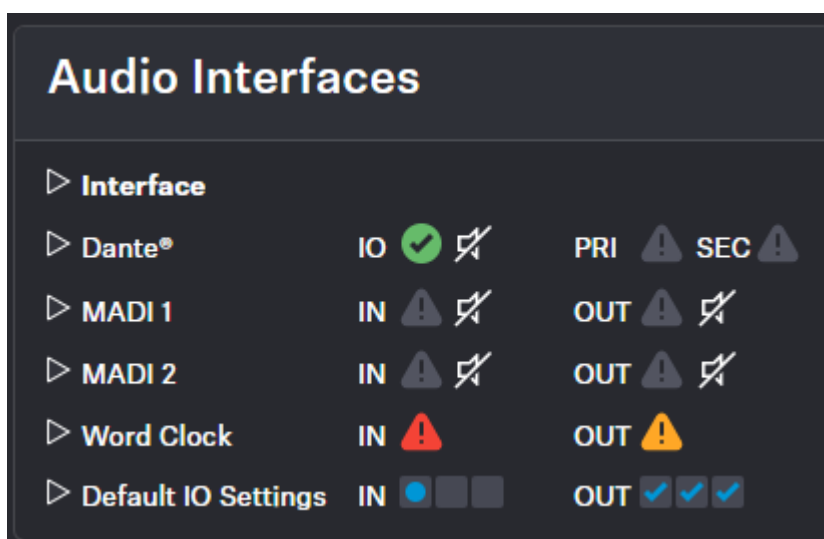 Audio Interfaces
Interface
Dante® IO PRI SEC
MADI 1 IN OUT
MADI 2 IN OUT
Word Clock IN OUT
Default IO Settings IN OUT